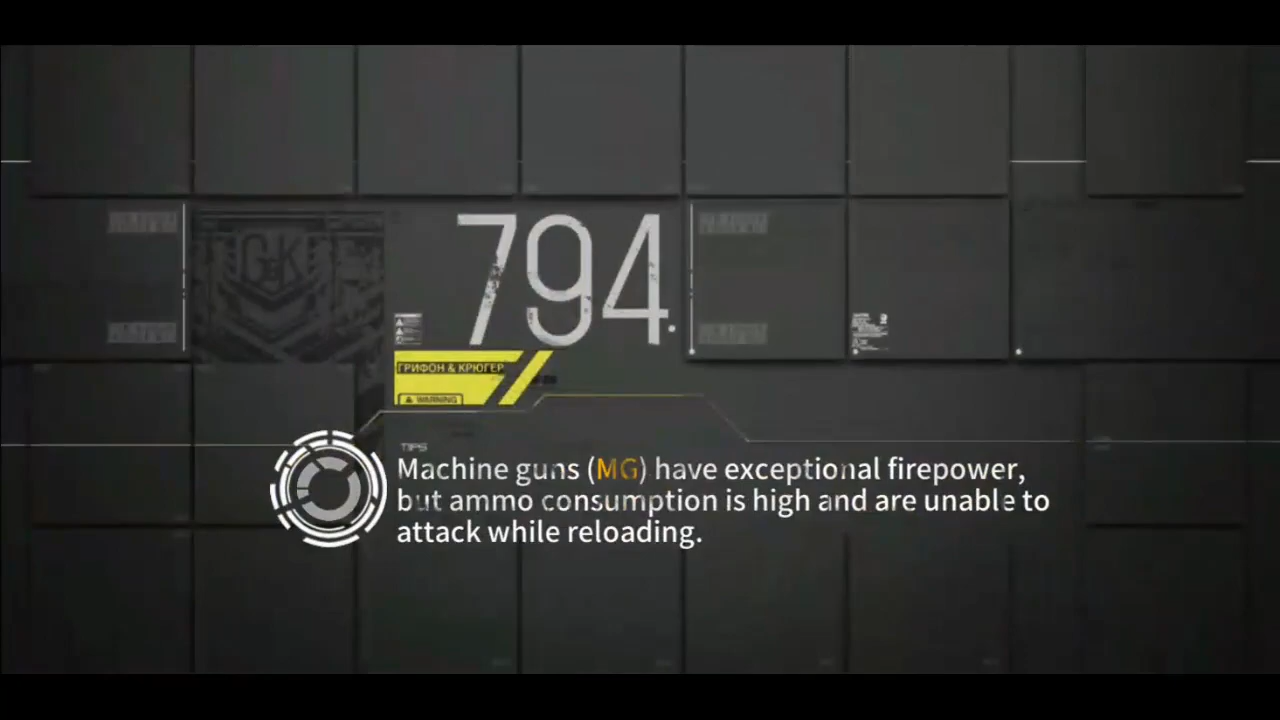 G&K
794.
ГРИФОН & КРЮГЕР
WARNING
TIPS
Machine guns (MG) have exceptional firepower,
but ammo consumption is high and are unable to
attack while reloading.